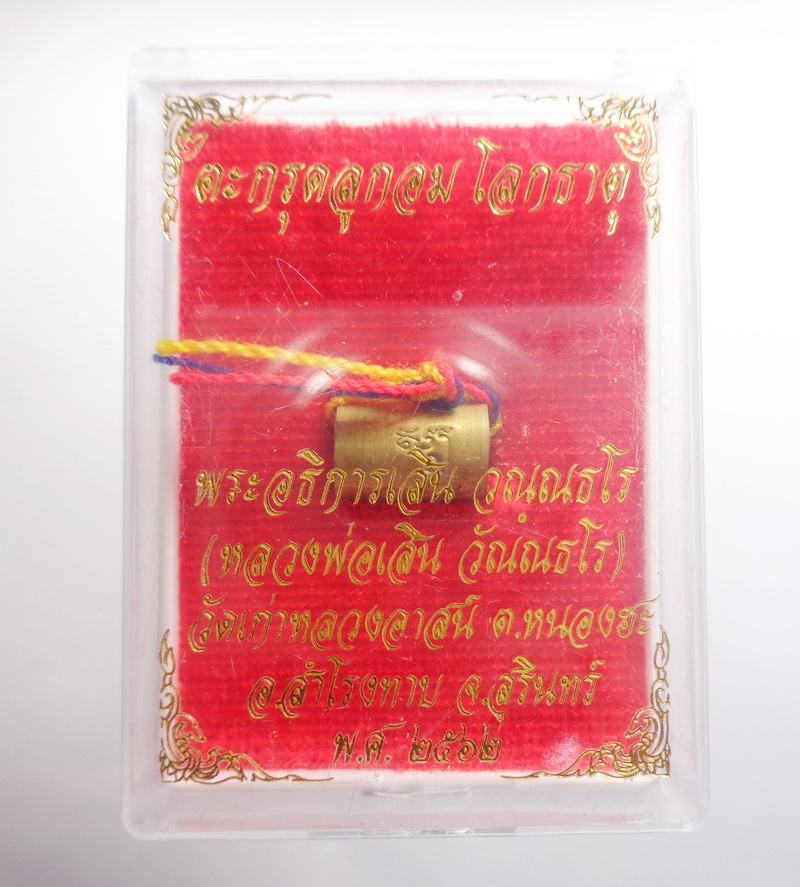 ตะกรุดลูกอม โลกธาตุ
พระอธิการเสิน วณฺณธโร
(หลวงพ่อเสิน วัณณธโร)
วัดเก่าหลวงอาสน์ ต.หนองฮะ
อ.สำโรงทาบ จ.สุรินทร์
พ.ศ. ๒๕๖๒